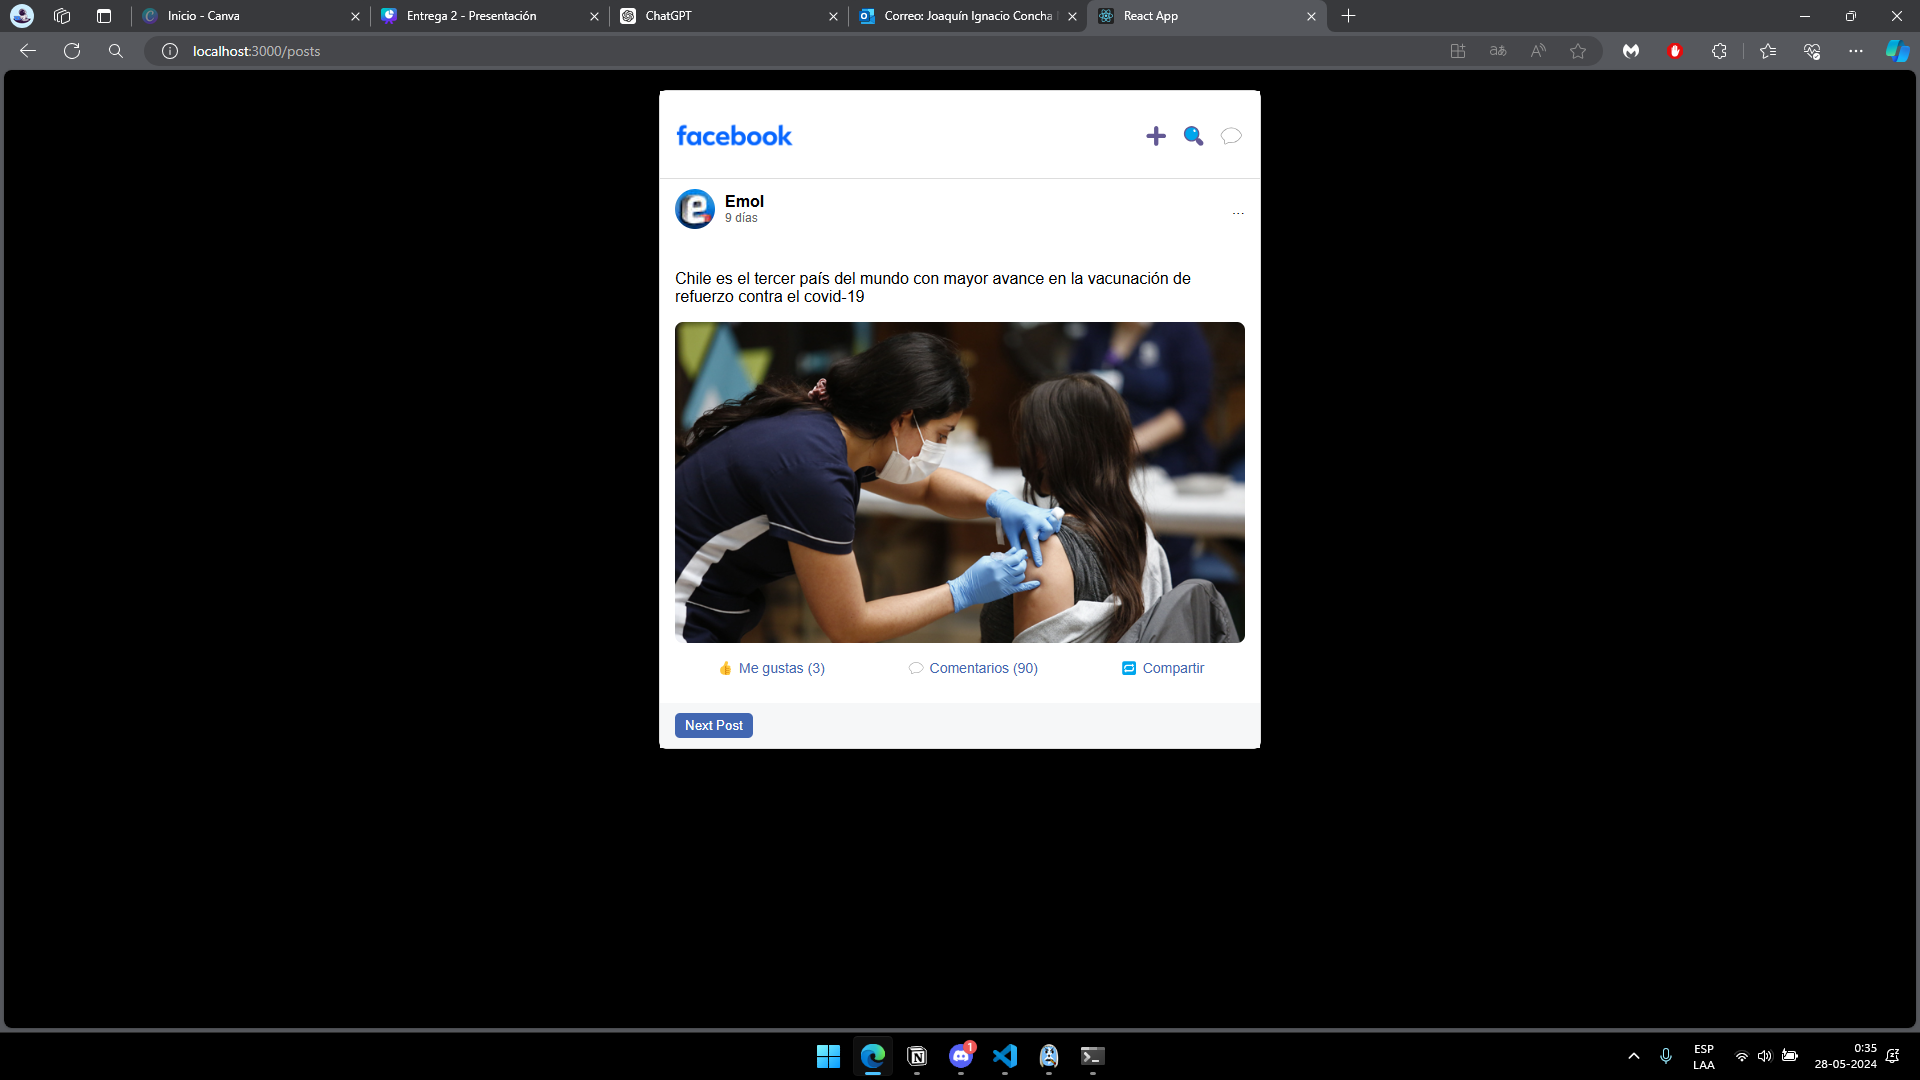 Inicio - Canva
Entrega 2 - Presentación
ChatGPT
Correo: Joaquín Ignacio Concha
React App
localhost:3000/posts
facebook
Emol
9 días
...
Chile es el tercer país del mundo con mayor avance en la vacunación de
refuerzo contra el covid-19
Me gustas (3)
Comentarios (90)
Compartir
Next Post
1
ESP
LAA
0:35
28-05-2024